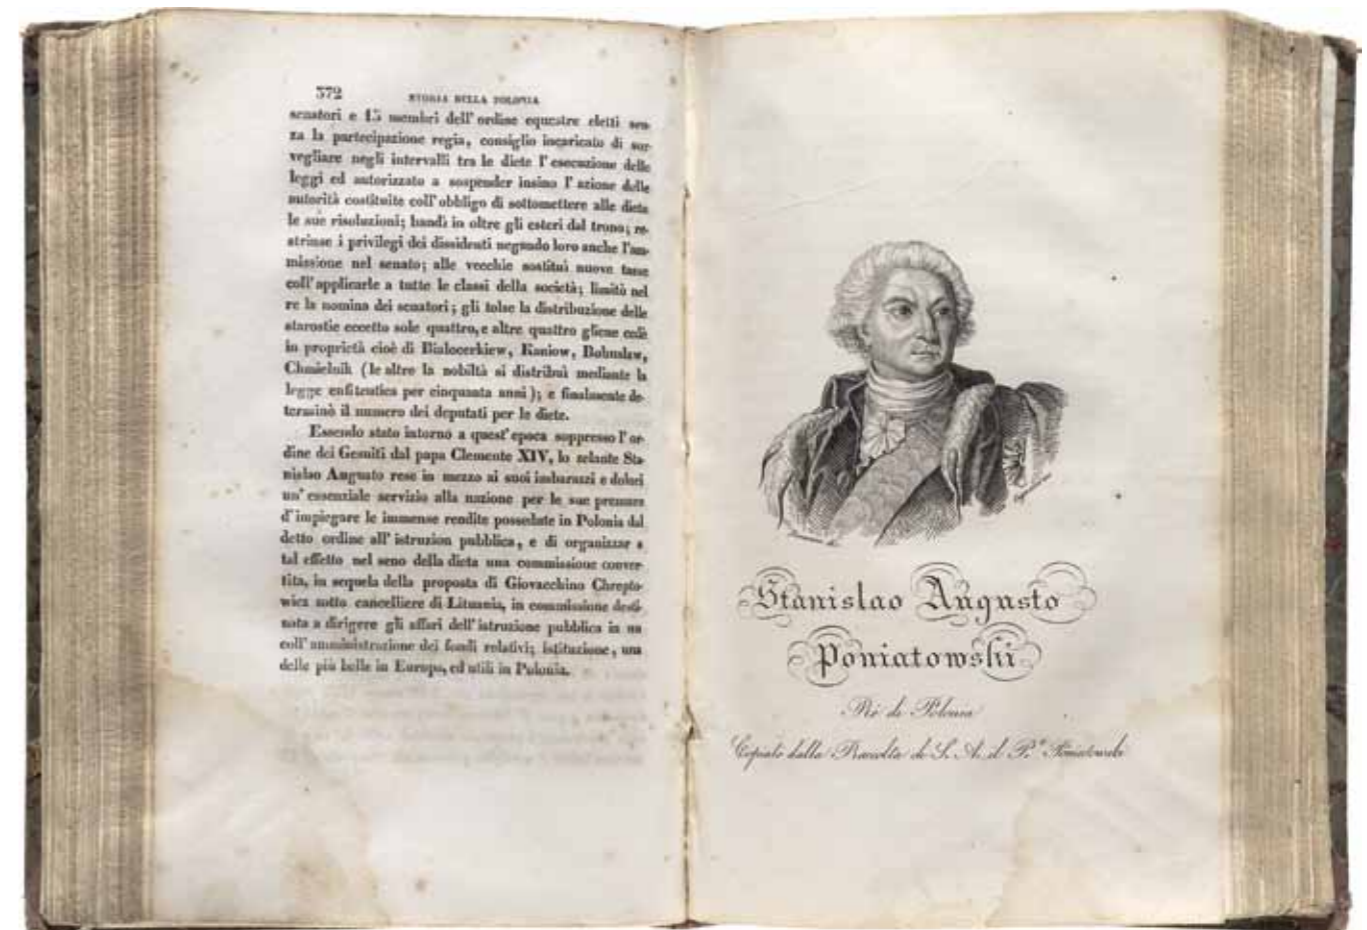 372
STORIA DELLA POLONIA
senatori e 15 membri dell'ordine equestre eletti sen-
za la partecipazione regia, consiglio incaricato di sor-
vegliare negli intervalli tra le diete l'esecuzione delle
leggi ed autorizzato a sospender insino l'azione delle
autorità costituite coll'obbligo di sottomettere alle diete
le sue risoluzioni; bandì in oltre gli esteri dal trono; re-
strinse i privilegi dei dissidenti negando loro anche l'am-
missione nel senato; alle vecchie sostituì nuove tasse
coll'applicarle a tutte le classi della società; limitò nel
re la nomina dei senatori; gli tolse la distribuzione delle
starostie eccetto sole quattro, e altre quattro gliene cedè
in proprietà cioè di Bialocerkiew, Kaniow, Bohuslaw,
Chmielnik (le altre la nobiltà si distribuì mediante la
legge enfiteutica per cinquanta anni); e finalmente de-
terminò il numero dei deputati per le diete.
Essendo stato intorno a quest'epoca soppresso l'or-
dine dei Gesuiti dal papa Clemente XIV, lo zelante Sta-
nislao Augusto rese in mezzo ai suoi imbarazzi e dolori
un'essenziale servizio alla nazione per le sue premure
d'impiegare le immense rendite possedute in Polonia dal
detto ordine all'istruzion pubblica, e di organizzar a
tal effetto nel seno della dieta una commissione conver-
tita, in sequela della proposta di Giovacchino Chrepto-
wicz sotto cancelliere di Lituania, in commissione desti-
nata a dirigere gli affari dell'istruzione pubblica in un
coll'amministrazione dei fondi relativi; istituzione, una
delle più belle in Europa, ed utili in Polonia.
Stanislao Augusto
Poniatowski
Rè di Polonia
Copiato dalla Raccolta di S. A. il P.e Poniatowski